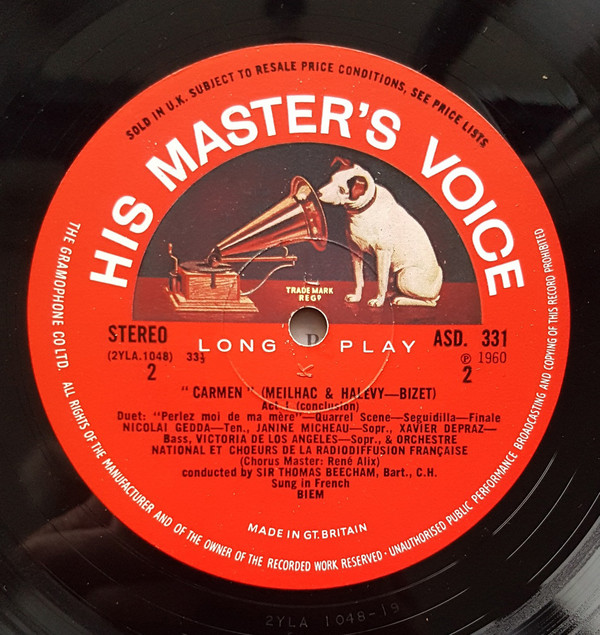 SOLD IN U.K. SUBJECT TO RESALE PRICE CONDITIONS, SEE PRICE LISTS
HIS MASTER'S VOICE
TRADE MARK
REGD
STEREO
LONG PLAY
ASD. 331
(2YLA.1048) 33⅓
℗ 1960
2
2
"CARMEN" (MEILHAC & HALEVY—BIZET)
Act 1 (conclusion)
Duet: "Perlez moi de ma mère"—Quarrel Scene—Seguidilla—Finale
NICOLAI GEDDA—Ten., JANINE MICHEAU—Sopr., XAVIER DEPRAZ—
Bass, VICTORIA DE LOS ANGELES—Sopr., & ORCHESTRE
NATIONAL ET CHOEURS DE LA RADIODIFFUSION FRANÇAISE
(Chorus Master: René Alix)
conducted by SIR THOMAS BEECHAM, Bart., C.H.
Sung in French
BIEM
MADE IN GT. BRITAIN
THE GRAMOPHONE CO LTD. ALL RIGHTS OF THE MANUFACTURER AND OF THE OWNER OF THE RECORDED WORK RESERVED · UNAUTHORISED PUBLIC PERFORMANCE BROADCASTING AND COPYING OF THIS RECORD PROHIBITED
2YLA 1048-19